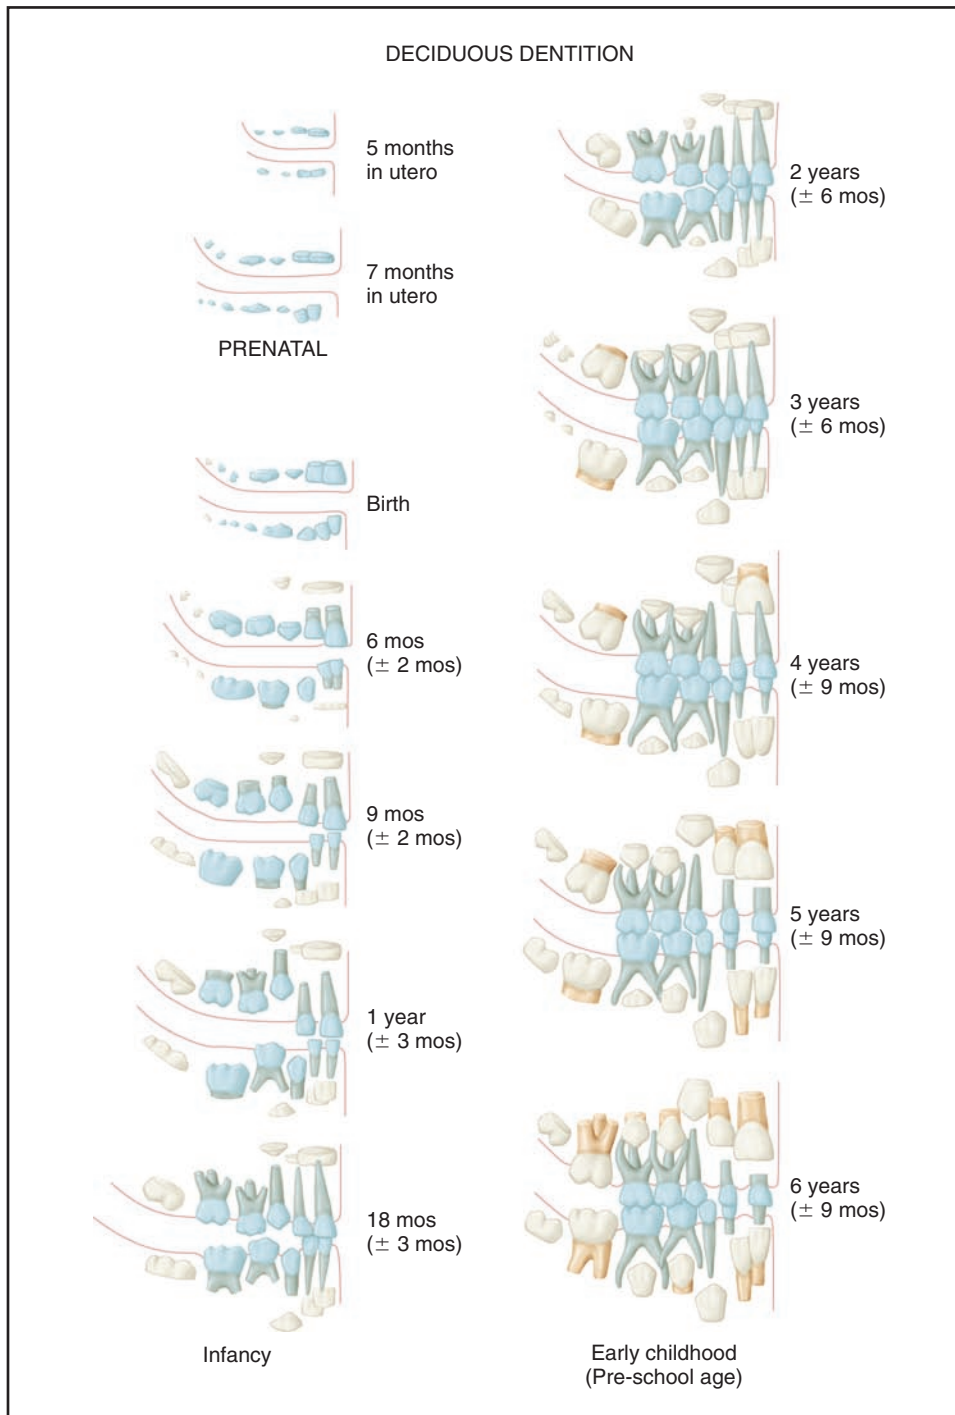 DECIDUOUS DENTITION
5 months
in utero
7 months
in utero
PRENATAL
Birth
6 mos
(± 2 mos)
9 mos
(± 2 mos)
1 year
(± 3 mos)
18 mos
(± 3 mos)
Infancy
2 years
(± 6 mos)
3 years
(± 6 mos)
4 years
(± 9 mos)
5 years
(± 9 mos)
6 years
(± 9 mos)
Early childhood
(Pre-school age)